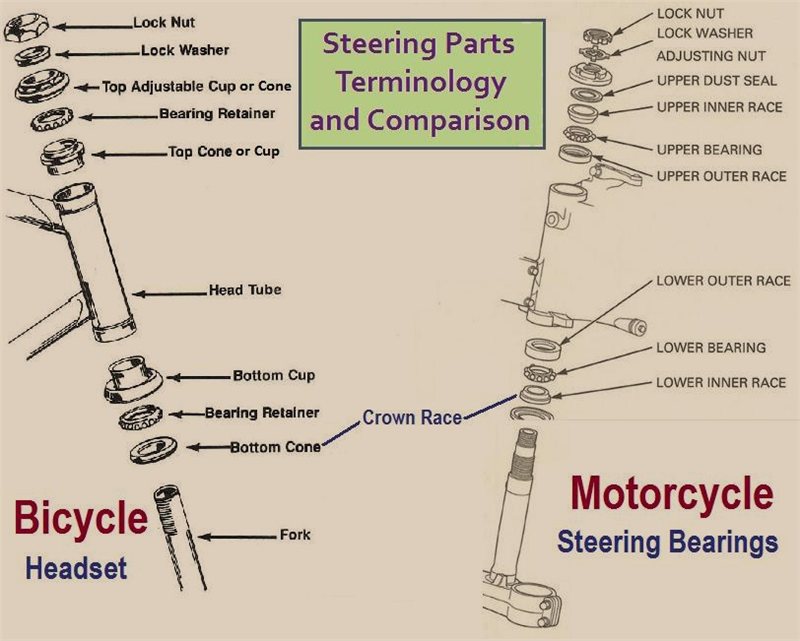 Steering Parts
Terminology
and Comparison
Lock Nut
Lock Washer
Top Adjustable Cup or Cone
Bearing Retainer
Top Cone or Cup
Head Tube
Bottom Cup
Bearing Retainer
Bottom Cone
Fork
Bicycle
Headset
Crown Race
LOCK NUT
LOCK WASHER
ADJUSTING NUT
UPPER DUST SEAL
UPPER INNER RACE
UPPER BEARING
UPPER OUTER RACE
LOWER OUTER RACE
LOWER BEARING
LOWER INNER RACE
Motorcycle
Steering Bearings